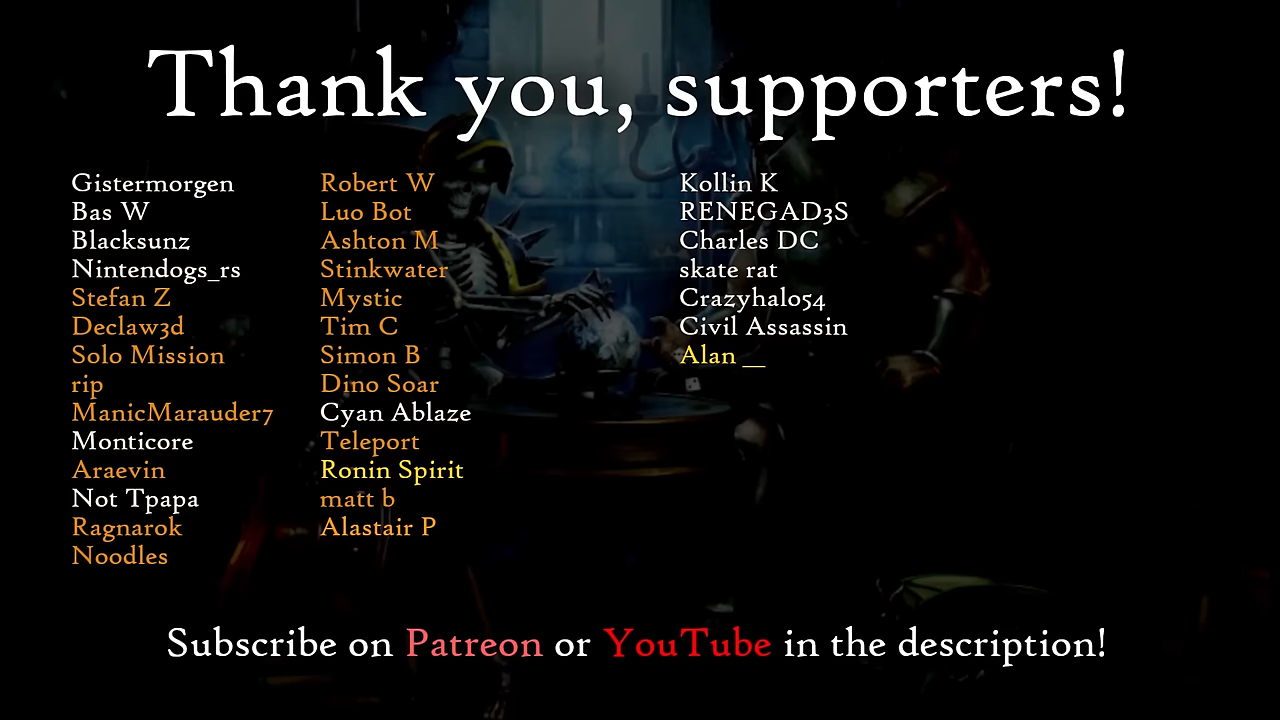 Thank you, supporters!
Gistermorgen
Bas W
Blacksunz
Nintendogs_rs
Stefan Z
Declaw3d
Solo Mission
rip
ManicMarauder7
Monticore
Araevin
Not Tpapa
Ragnarok
Noodles
Robert W
Luo Bot
Ashton M
Stinkwater
Mystic
Tim C
Simon B
Dino Soar
Cyan Ablaze
Teleport
Ronin Spirit
matt b
Alastair P
Kollin K
RENEGAD3S
Charles DC
skate rat
Crazyhalo54
Civil Assassin
Alan __
Subscribe on Patreon or YouTube in the description!